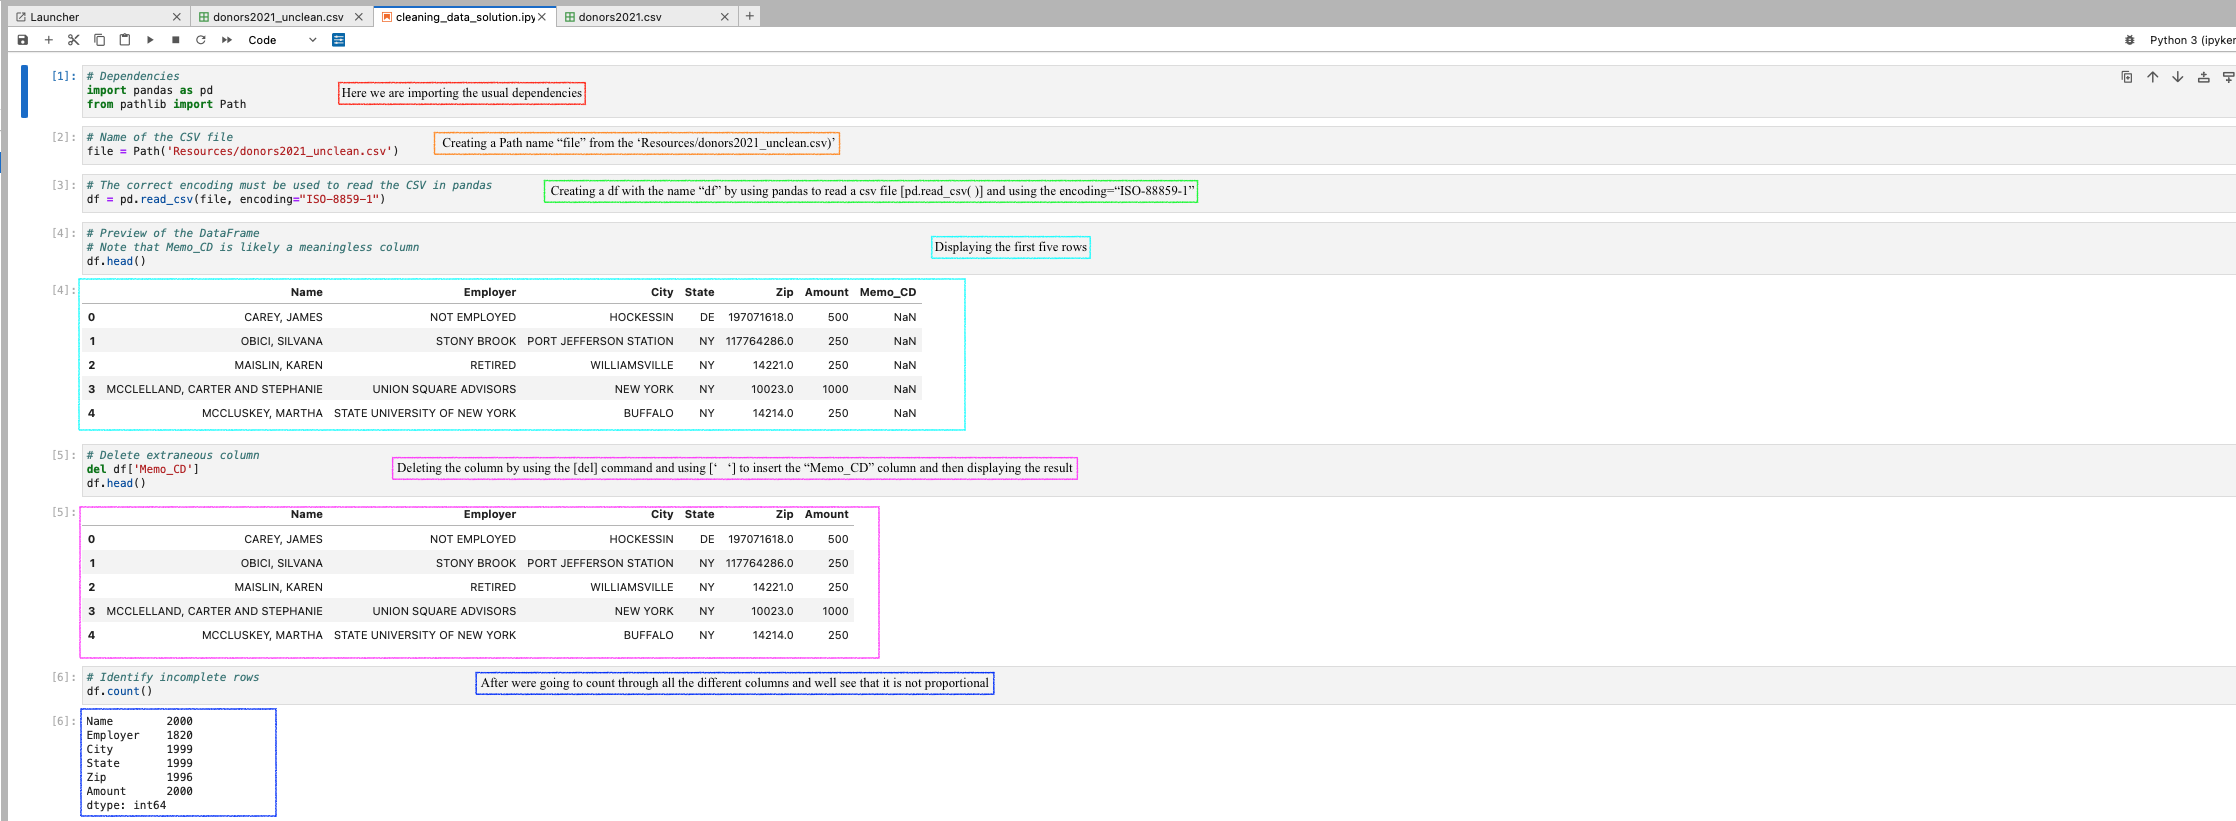 Launcher
donors2021_unclean.csv
cleaning_data_solution.ipy
donors2021.csv
Code
Python 3 (ipyker
[1]: # Dependencies
import pandas as pd
from pathlib import Path
Here we are importing the usual dependencies
[2]: # Name of the CSV file
file = Path('Resources/donors2021_unclean.csv')
Creating a Path name “file” from the ‘Resources/donors2021_unclean.csv)’
[3]: # The correct encoding must be used to read the CSV in pandas
df = pd.read_csv(file, encoding="ISO-8859-1")
Creating a df with the name “df” by using pandas to read a csv file [pd.read_csv( )] and using the encoding=“ISO-88859-1”
[4]: # Preview of the DataFrame
# Note that Memo_CD is likely a meaningless column
df.head()
Displaying the first five rows
[4]:
Name Employer City State Zip Amount Memo_CD
0 CAREY, JAMES NOT EMPLOYED HOCKESSIN DE 197071618.0 500 NaN
1 OBICI, SILVANA STONY BROOK PORT JEFFERSON STATION NY 117764286.0 250 NaN
2 MAISLIN, KAREN RETIRED WILLIAMSVILLE NY 14221.0 250 NaN
3 MCCLELLAND, CARTER AND STEPHANIE UNION SQUARE ADVISORS NEW YORK NY 10023.0 1000 NaN
4 MCCLUSKEY, MARTHA STATE UNIVERSITY OF NEW YORK BUFFALO NY 14214.0 250 NaN
[5]: # Delete extraneous column
del df['Memo_CD']
df.head()
Deleting the column by using the [del] command and using [‘ ‘] to insert the “Memo_CD” column and then displaying the result
[5]:
Name Employer City State Zip Amount
0 CAREY, JAMES NOT EMPLOYED HOCKESSIN DE 197071618.0 500
1 OBICI, SILVANA STONY BROOK PORT JEFFERSON STATION NY 117764286.0 250
2 MAISLIN, KAREN RETIRED WILLIAMSVILLE NY 14221.0 250
3 MCCLELLAND, CARTER AND STEPHANIE UNION SQUARE ADVISORS NEW YORK NY 10023.0 1000
4 MCCLUSKEY, MARTHA STATE UNIVERSITY OF NEW YORK BUFFALO NY 14214.0 250
[6]: # Identify incomplete rows
df.count()
After were going to count through all the different columns and well see that it is not proportional
[6]: Name 2000
Employer 1820
City 1999
State 1999
Zip 1996
Amount 2000
dtype: int64